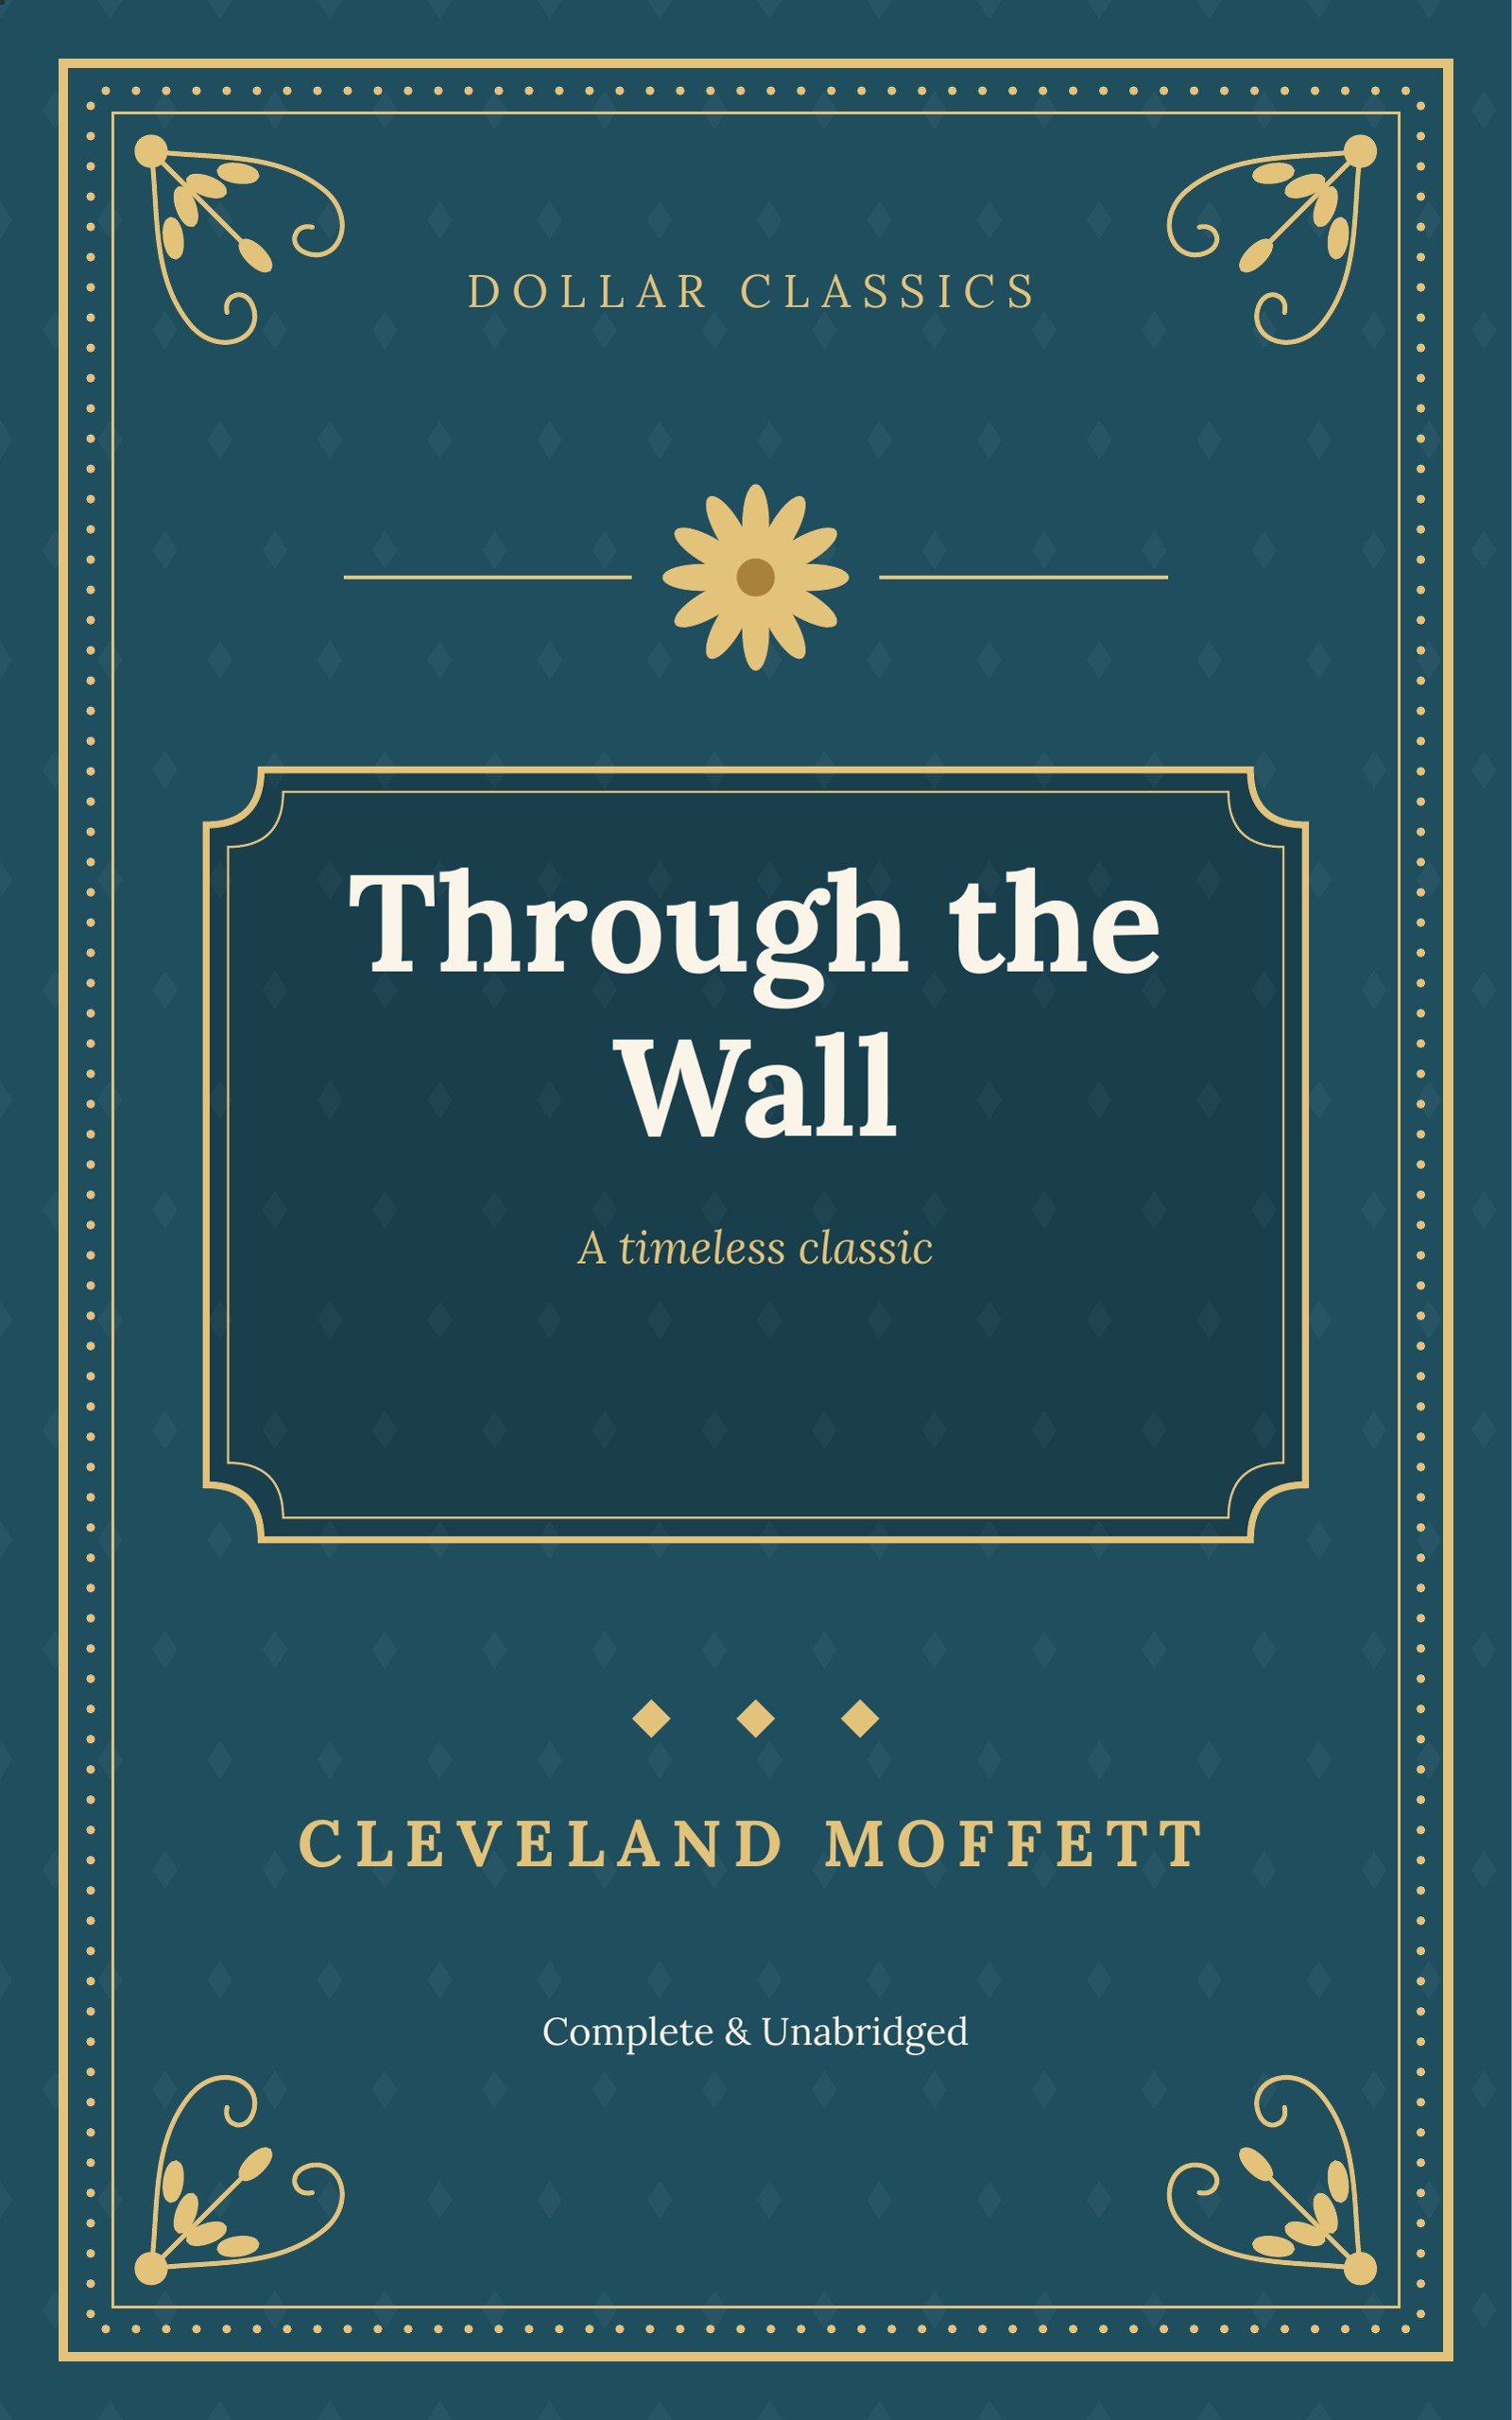 DOLLAR CLASSICS
Through the
Wall
A timeless classic
CLEVELAND MOFFETT
Complete & Unabridged